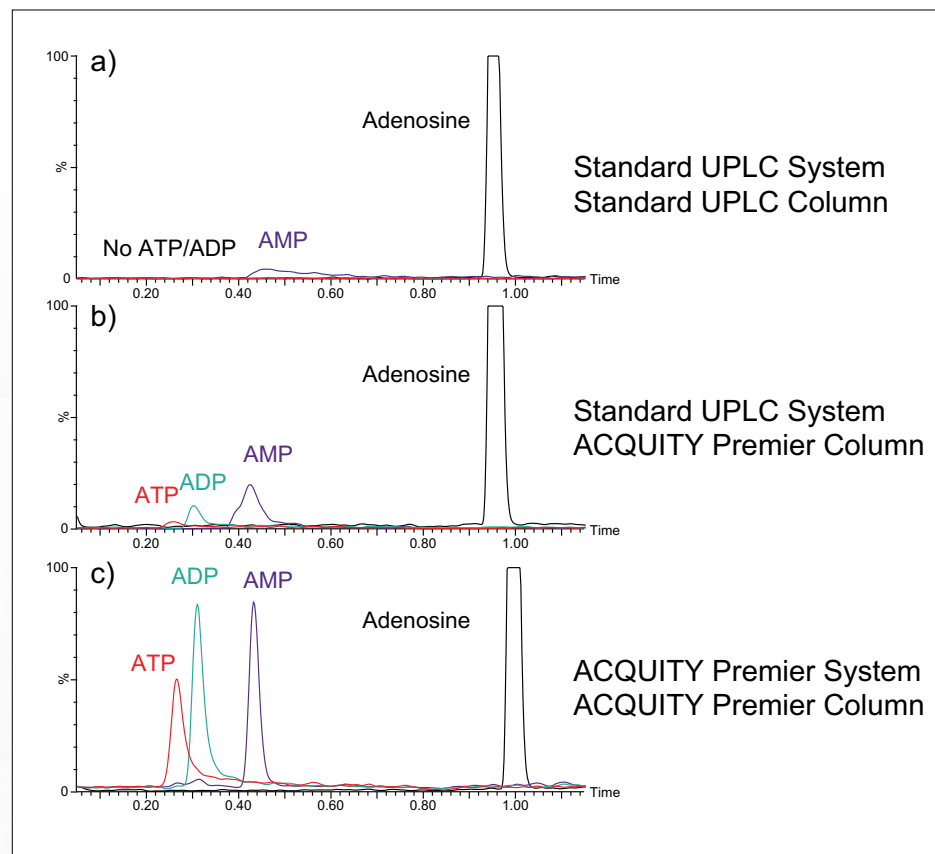 a)
100
%
0
No ATP/ADP
AMP
Adenosine
Standard UPLC System
Standard UPLC Column
0.20 0.40 0.60 0.80 1.00 Time
b)
100
%
0
ATP
ADP
AMP
Adenosine
Standard UPLC System
ACQUITY Premier Column
0.20 0.40 0.60 0.80 1.00 Time
c)
100
%
0
ATP
ADP
AMP
Adenosine
ACQUITY Premier System
ACQUITY Premier Column
0.20 0.40 0.60 0.80 1.00 Time